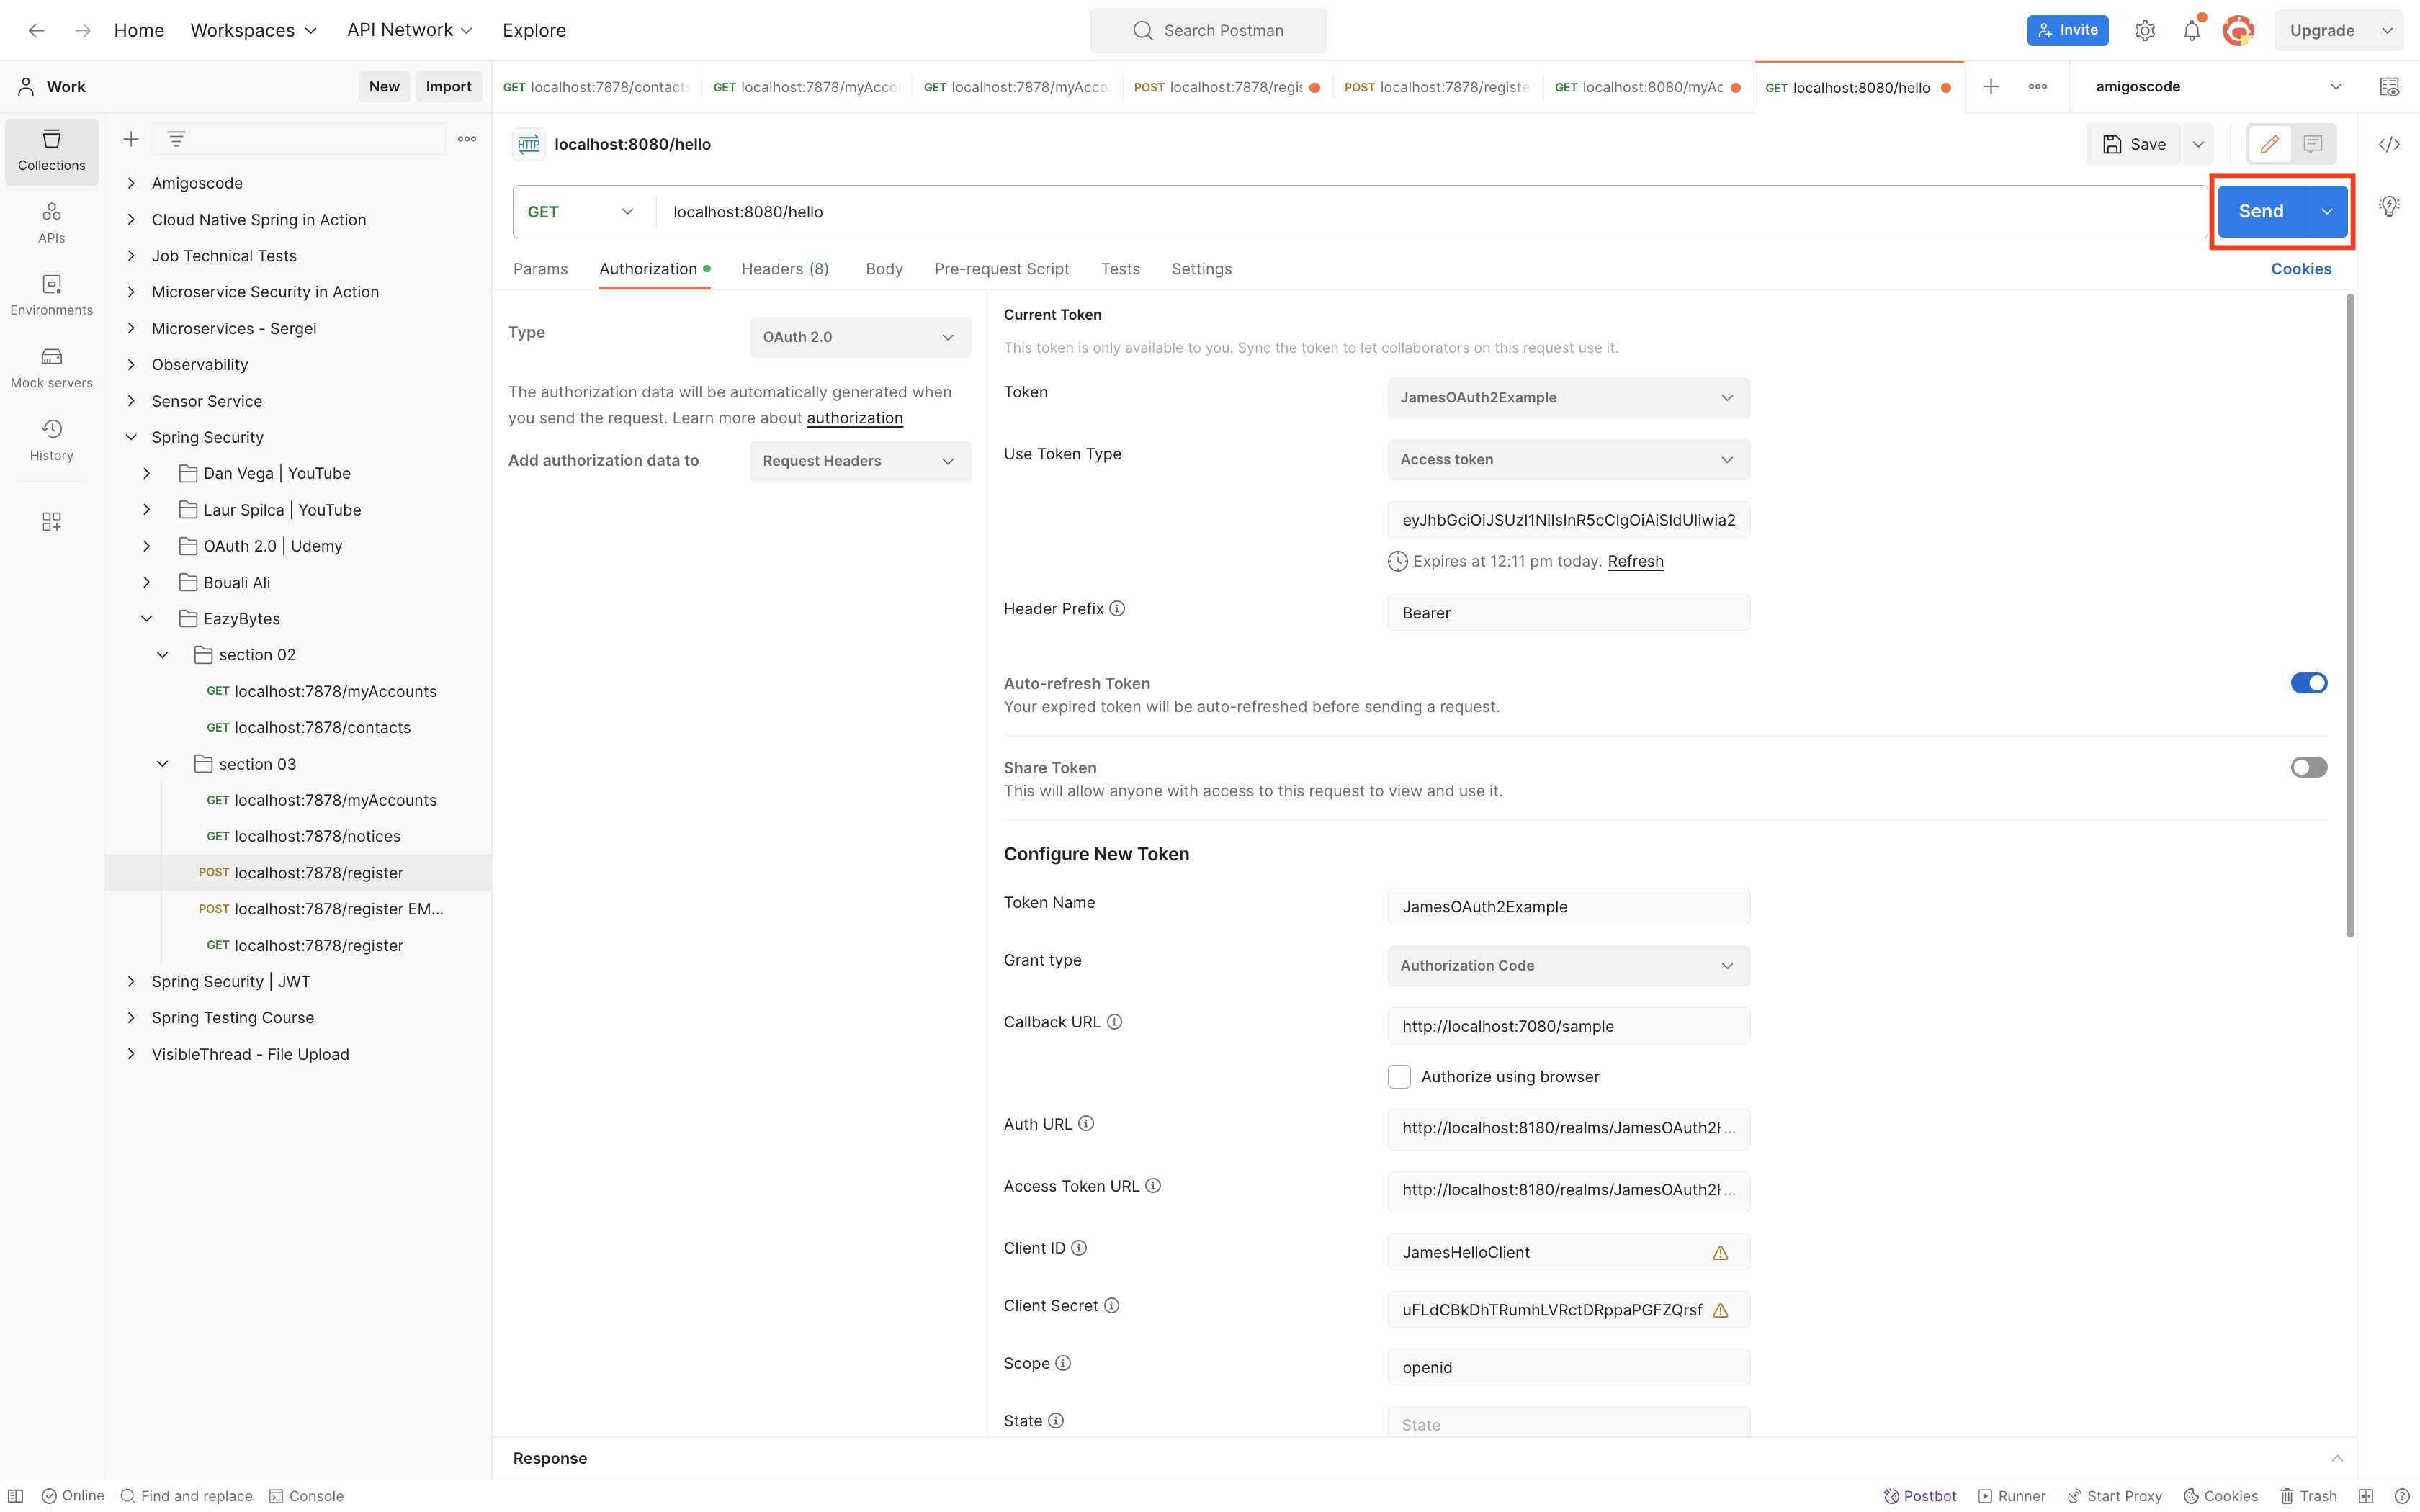 Home Workspaces API Network Explore
Search Postman
Invite
Upgrade
Work
New Import
GET localhost:7878/contacts
GET localhost:7878/myAcco
GET localhost:7878/myAcco
POST localhost:7878/regis
POST localhost:7878/registe
GET localhost:8080/myAc
GET localhost:8080/hello
amigoscode
Collections
APIs
Environments
Mock servers
History
Amigoscode
Cloud Native Spring in Action
Job Technical Tests
Microservice Security in Action
Microservices - Sergei
Observability
Sensor Service
Spring Security
Dan Vega | YouTube
Laur Spilca | YouTube
OAuth 2.0 | Udemy
Bouali Ali
EazyBytes
section 02
GET localhost:7878/myAccounts
GET localhost:7878/contacts
section 03
GET localhost:7878/myAccounts
GET localhost:7878/notices
POST localhost:7878/register
POST localhost:7878/register EM...
GET localhost:7878/register
Spring Security | JWT
Spring Testing Course
VisibleThread - File Upload
HTTP localhost:8080/hello
Save
GET localhost:8080/hello
Send
Params Authorization Headers (8) Body Pre-request Script Tests Settings
Cookies
Type OAuth 2.0
The authorization data will be automatically generated when
you send the request. Learn more about authorization
Add authorization data to Request Headers
Current Token
This token is only available to you. Sync the token to let collaborators on this request use it.
Token JamesOAuth2Example
Use Token Type Access token
eyJhbGciOiJSUzI1NiIsInR5cCIgOiAiSldUIiwia2
Expires at 12:11 pm today. Refresh
Header Prefix Bearer
Auto-refresh Token
Your expired token will be auto-refreshed before sending a request.
Share Token
This will allow anyone with access to this request to view and use it.
Configure New Token
Token Name JamesOAuth2Example
Grant type Authorization Code
Callback URL http://localhost:7080/sample
Authorize using browser
Auth URL http://localhost:8180/realms/JamesOAuth2H...
Access Token URL http://localhost:8180/realms/JamesOAuth2H...
Client ID JamesHelloClient
Client Secret uFLdCBkDhTRumhLVRctDRppaPGFZQrsf
Scope openid
State State
Response
Online Find and replace Console
Postbot Runner Start Proxy Cookies Trash